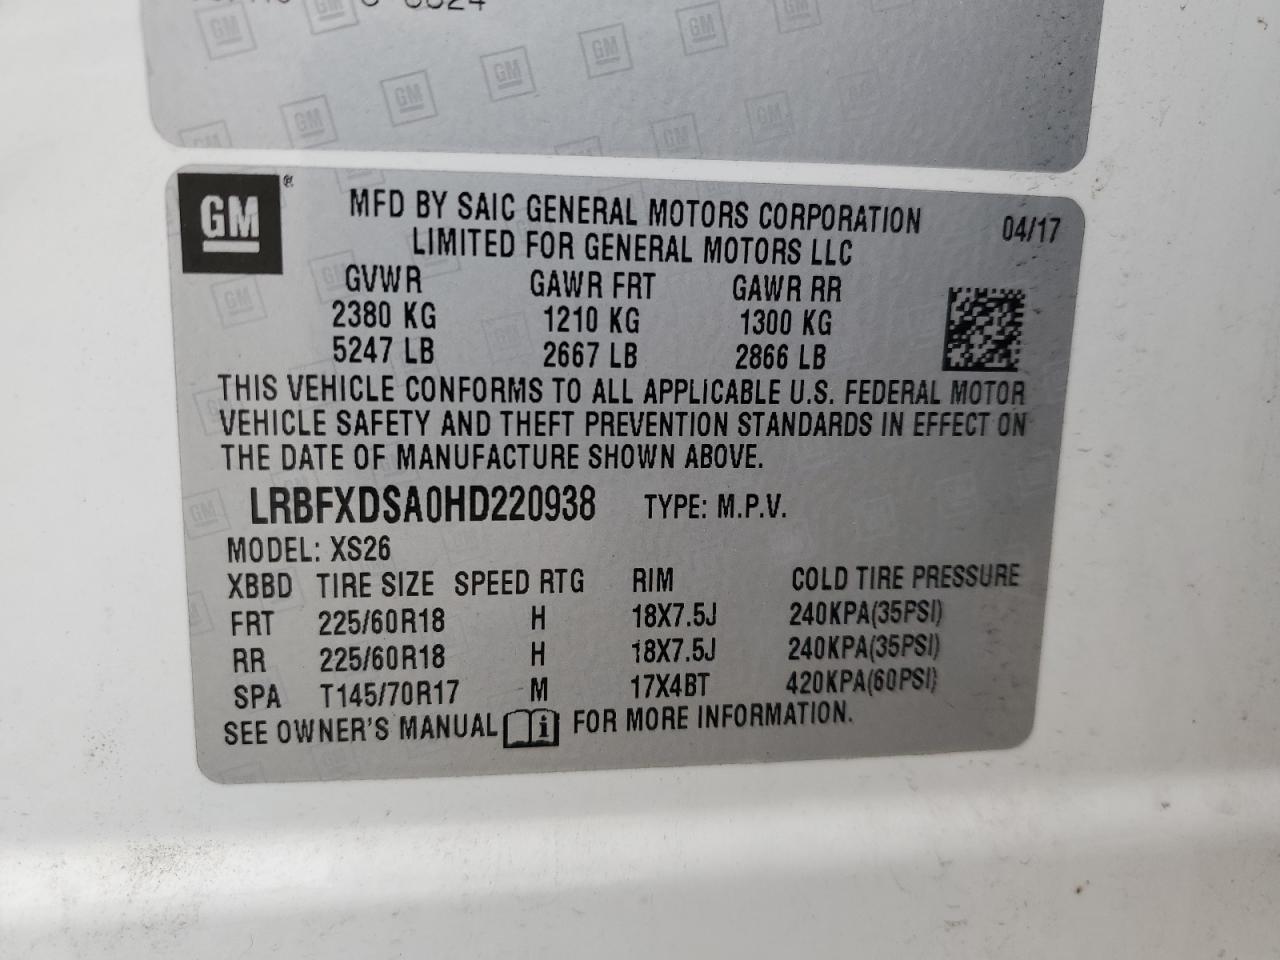 GM ®
MFD BY SAIC GENERAL MOTORS CORPORATION
LIMITED FOR GENERAL MOTORS LLC
04/17
GVWR GAWR FRT GAWR RR
2380 KG 1210 KG 1300 KG
5247 LB 2667 LB 2866 LB
THIS VEHICLE CONFORMS TO ALL APPLICABLE U.S. FEDERAL MOTOR
VEHICLE SAFETY AND THEFT PREVENTION STANDARDS IN EFFECT ON
THE DATE OF MANUFACTURE SHOWN ABOVE.
LRBFXDSA0HD220938 TYPE: M.P.V.
MODEL: XS26
XBBD TIRE SIZE SPEED RTG RIM COLD TIRE PRESSURE
FRT 225/60R18 H 18X7.5J 240KPA(35PSI)
RR 225/60R18 H 18X7.5J 240KPA(35PSI)
SPA T145/70R17 M 17X4BT 420KPA(60PSI)
SEE OWNER'S MANUAL i FOR MORE INFORMATION.